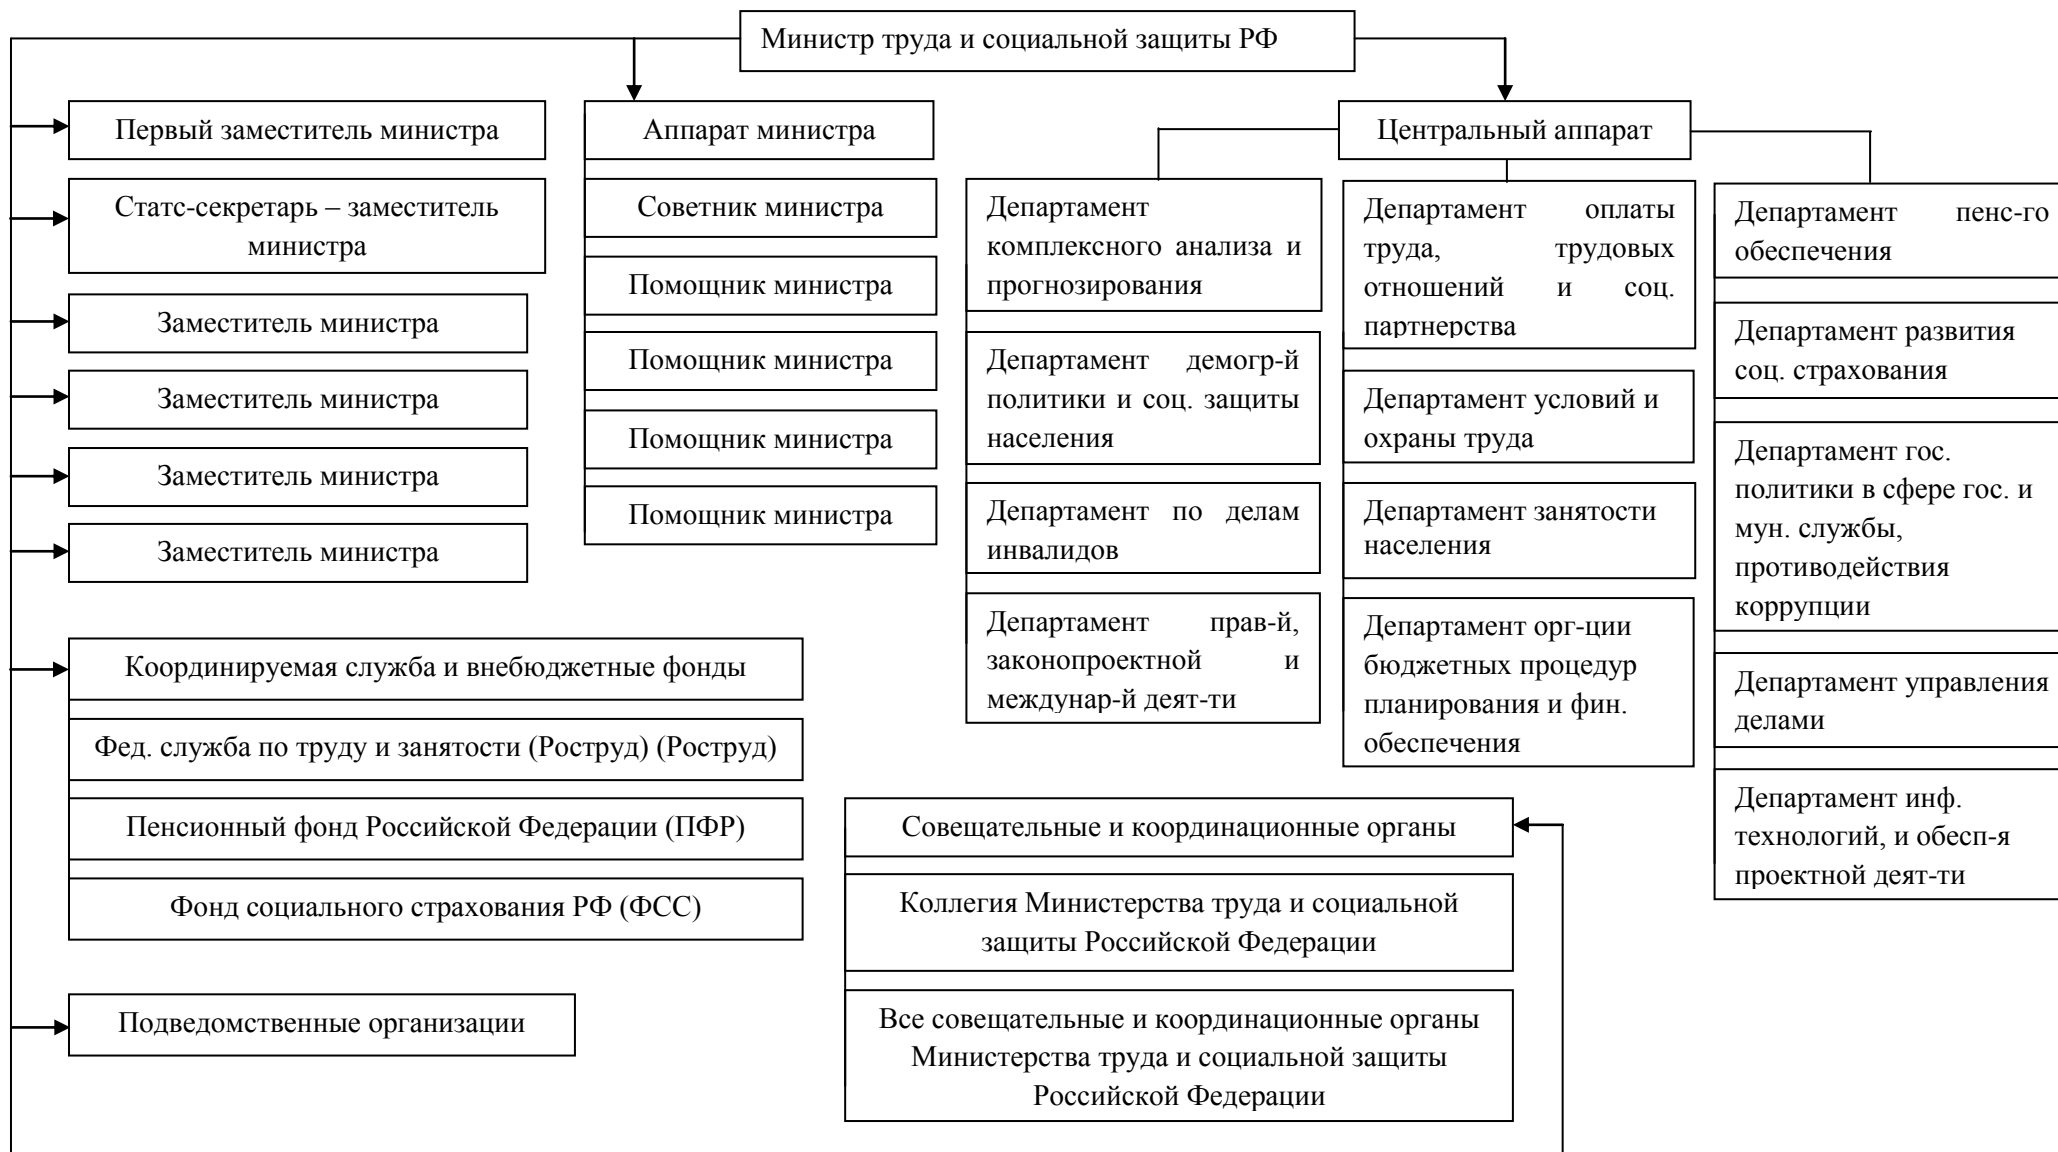 Министр труда и социальной защиты РФ
Первый заместитель министра
Статс-секретарь – заместитель
министра
Заместитель министра
Заместитель министра
Заместитель министра
Заместитель министра
Аппарат министра
Советник министра
Помощник министра
Помощник министра
Помощник министра
Помощник министра
Центральный аппарат
Департамент
комплексного анализа и
прогнозирования
Департамент демогр-й
политики и соц. защиты
населения
Департамент по делам
инвалидов
Департамент прав-й,
законопроектной и
междунар-й деят-ти
Департамент оплаты
труда, трудовых
отношений и соц.
партнерства
Департамент условий и
охраны труда
Департамент занятости
населения
Департамент орг-ции
бюджетных процедур
планирования и фин.
обеспечения
Департамент пенс-го
обеспечения
Департамент развития
соц. страхования
Департамент гос.
политики в сфере гос. и
мун. службы,
противодействия
коррупции
Департамент управления
делами
Департамент инф.
технологий, и обесп-я
проектной деят-ти
Координируемая служба и внебюджетные фонды
Фед. служба по труду и занятости (Роструд) (Роструд)
Пенсионный фонд Российской Федерации (ПФР)
Фонд социального страхования РФ (ФСС)
Подведомственные организации
Совещательные и координационные органы
Коллегия Министерства труда и социальной
защиты Российской Федерации
Все совещательные и координационные органы
Министерства труда и социальной защиты
Российской Федерации